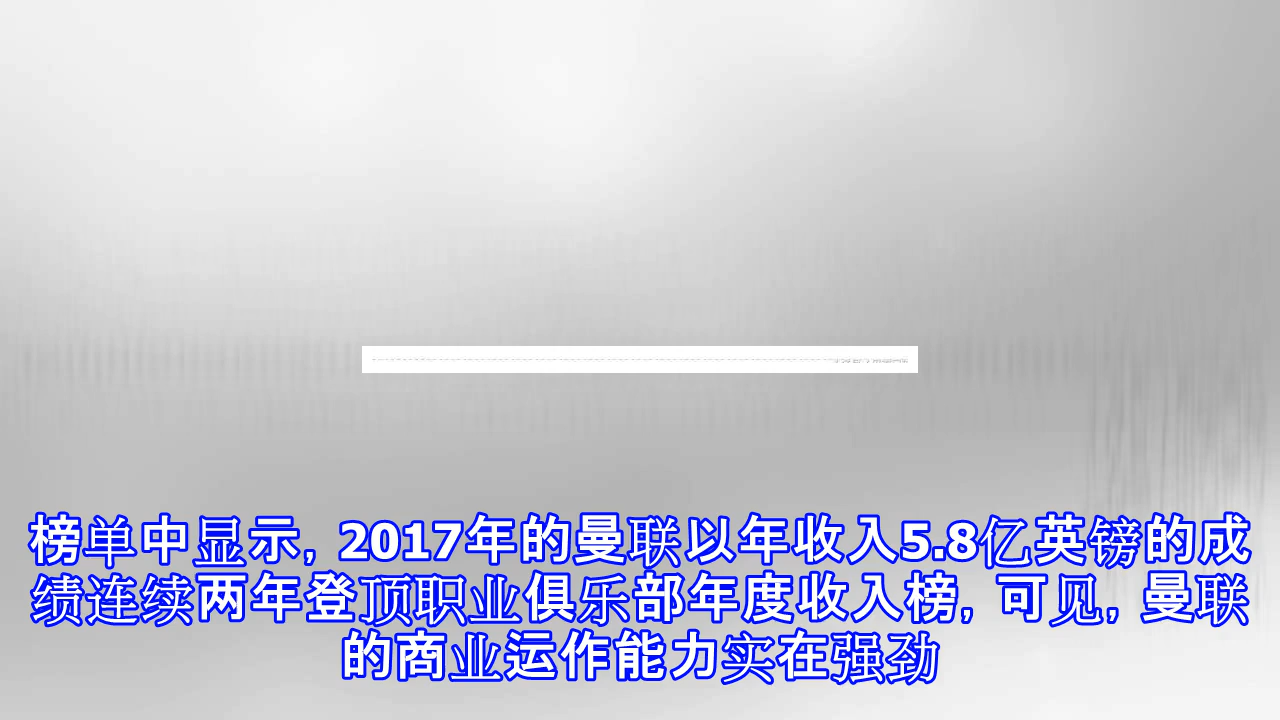 榜单中显示, 2017年的曼联以年收入5.8亿英镑的成
绩连续两年登顶职业俱乐部年度收入榜, 可见, 曼联
的商业运作能力实在强劲